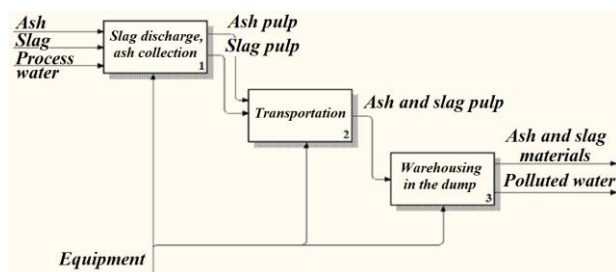 Ash
Slag
Process
water
Slag discharge,
ash collection
1
Ash pulp
Slag pulp
Transportation
2
Ash and slag pulp
Warehousing
in the dump
3
Ash and slag
materials
Polluted water
Equipment